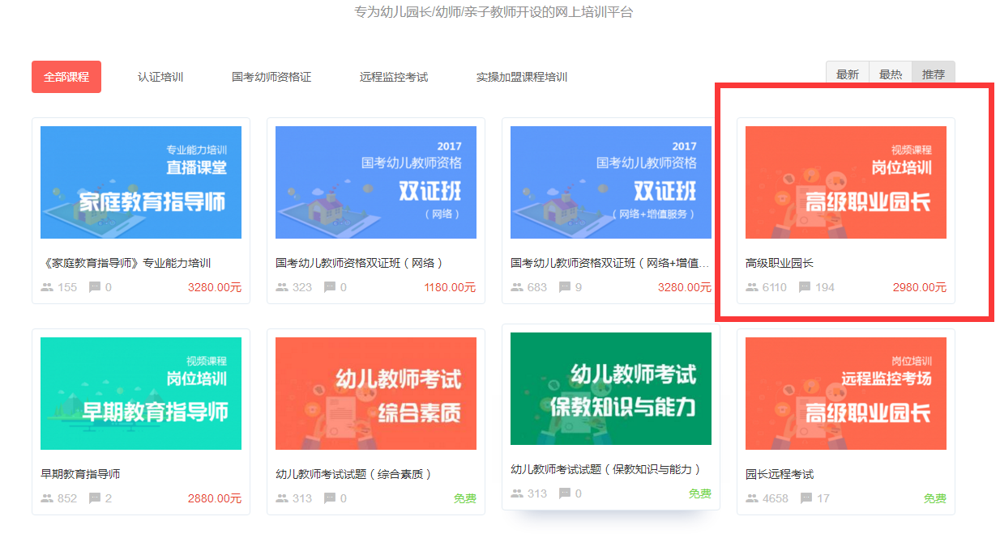 专为幼儿园长/幼师/亲子教师开设的网上培训平台
全部课程 认证培训 国考幼师资格证 远程监控考试 实操加盟课程培训 最新 最热 推荐
专业能力培训
直播课堂
家庭教育指导师
《家庭教育指导师》专业能力培训
155 0 3280.00元
2017
国考幼儿教师资格
双证班
（网络）
国考幼儿教师资格双证班（网络）
323 0 1180.00元
2017
国考幼儿教师资格
双证班
（网络+增值服务）
国考幼儿教师资格双证班（网络+增值...
683 9 3280.00元
视频课程
岗位培训
高级职业园长
高级职业园长
6110 194 2980.00元
视频课程
岗位培训
早期教育指导师
早期教育指导师
852 2 2880.00元
幼儿教师考试
综合素质
幼儿教师考试试题（综合素质）
313 0 免费
幼儿教师考试
保教知识与能力
幼儿教师考试试题（保教知识与能力）
313 0 免费
岗位培训
远程监控考场
高级职业园长
园长远程考试
4658 17 免费